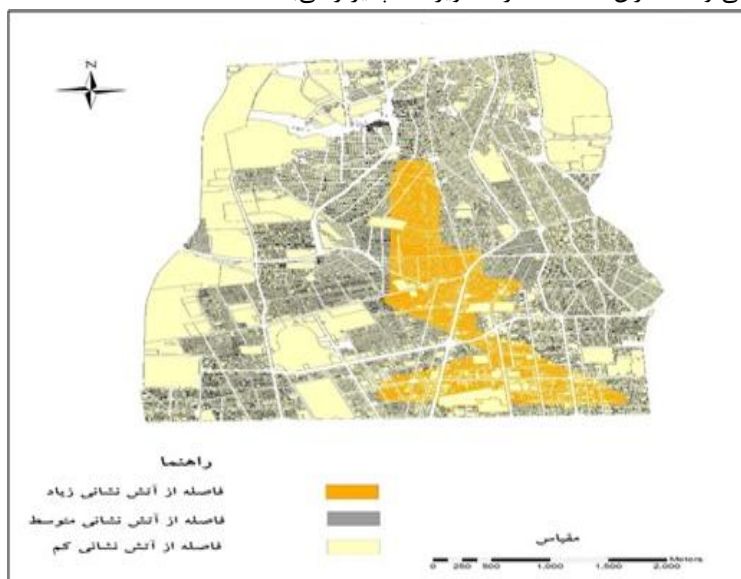 N
راهنما
فاصله از آتش نشانی زیاد
فاصله از آتش نشانی متوسط
فاصله از آتش نشانی کم
مقیاس
0 250 500 1,000 1,500 2,000 Meters